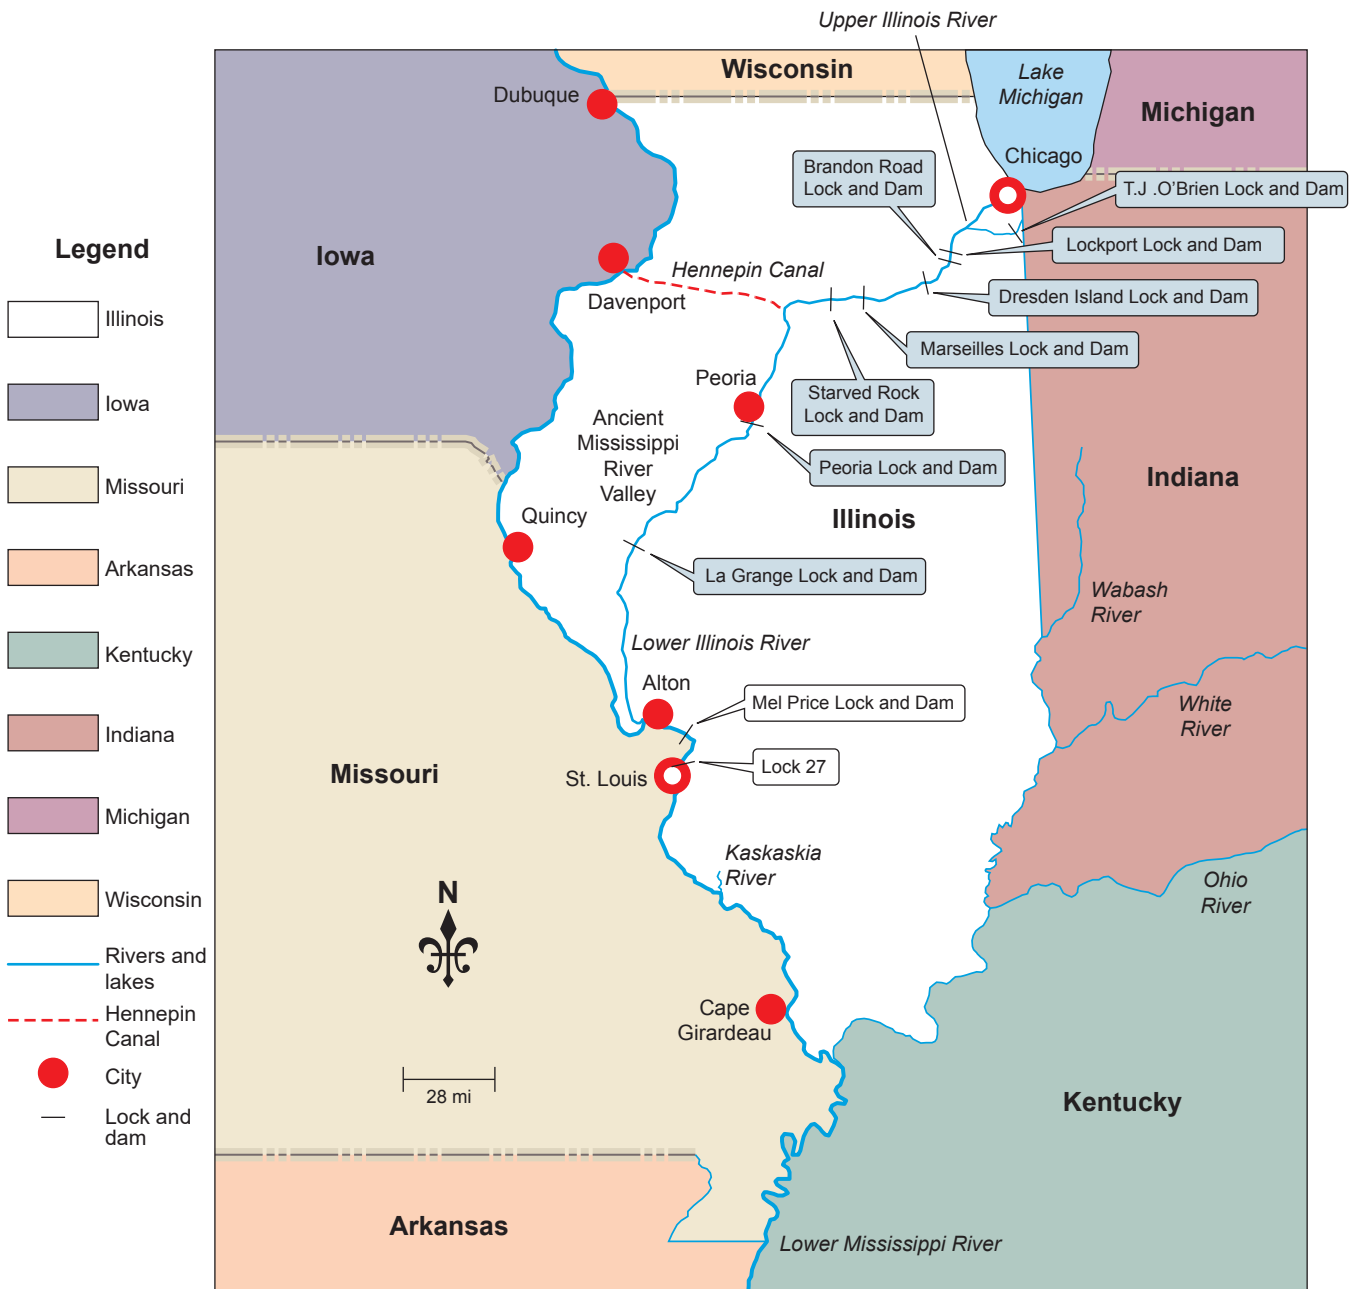 Upper Illinois River
Wisconsin
Lake
Michigan
Michigan
Dubuque
Chicago
Brandon Road
Lock and Dam
T.J .O'Brien Lock and Dam
Lockport Lock and Dam
Iowa
Hennepin Canal
Davenport
Dresden Island Lock and Dam
Marseilles Lock and Dam
Peoria
Starved Rock
Lock and Dam
Ancient
Mississippi
River
Valley
Peoria Lock and Dam
Indiana
Quincy
Illinois
La Grange Lock and Dam
Wabash
River
Lower Illinois River
Alton
Mel Price Lock and Dam
White
River
Missouri
St. Louis
Lock 27
Kaskaskia
River
Ohio
River
N
Cape
Girardeau
28 mi
Kentucky
Arkansas
Lower Mississippi River
Legend
Illinois
Iowa
Missouri
Arkansas
Kentucky
Indiana
Michigan
Wisconsin
Rivers and
lakes
Hennepin
Canal
City
Lock and
dam